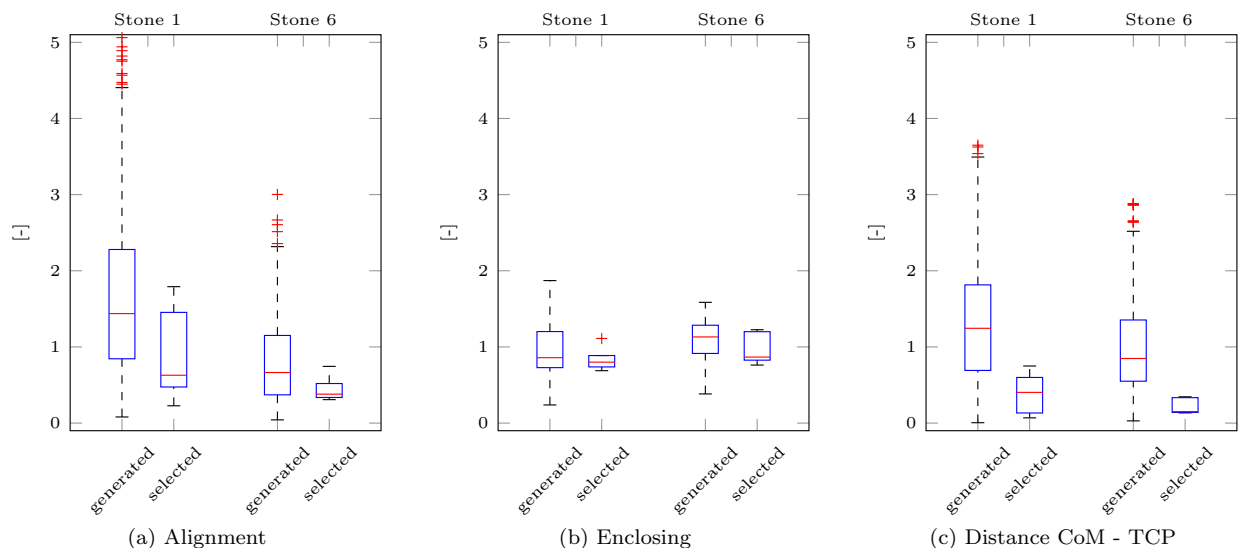 Stone 1 Stone 6
5
4
3
2
1
0
[-]
generated
selected
generated
selected
(a) Alignment
Stone 1 Stone 6
5
4
3
2
1
0
[-]
generated
selected
generated
selected
(b) Enclosing
Stone 1 Stone 6
5
4
3
2
1
0
[-]
generated
selected
generated
selected
(c) Distance CoM - TCP